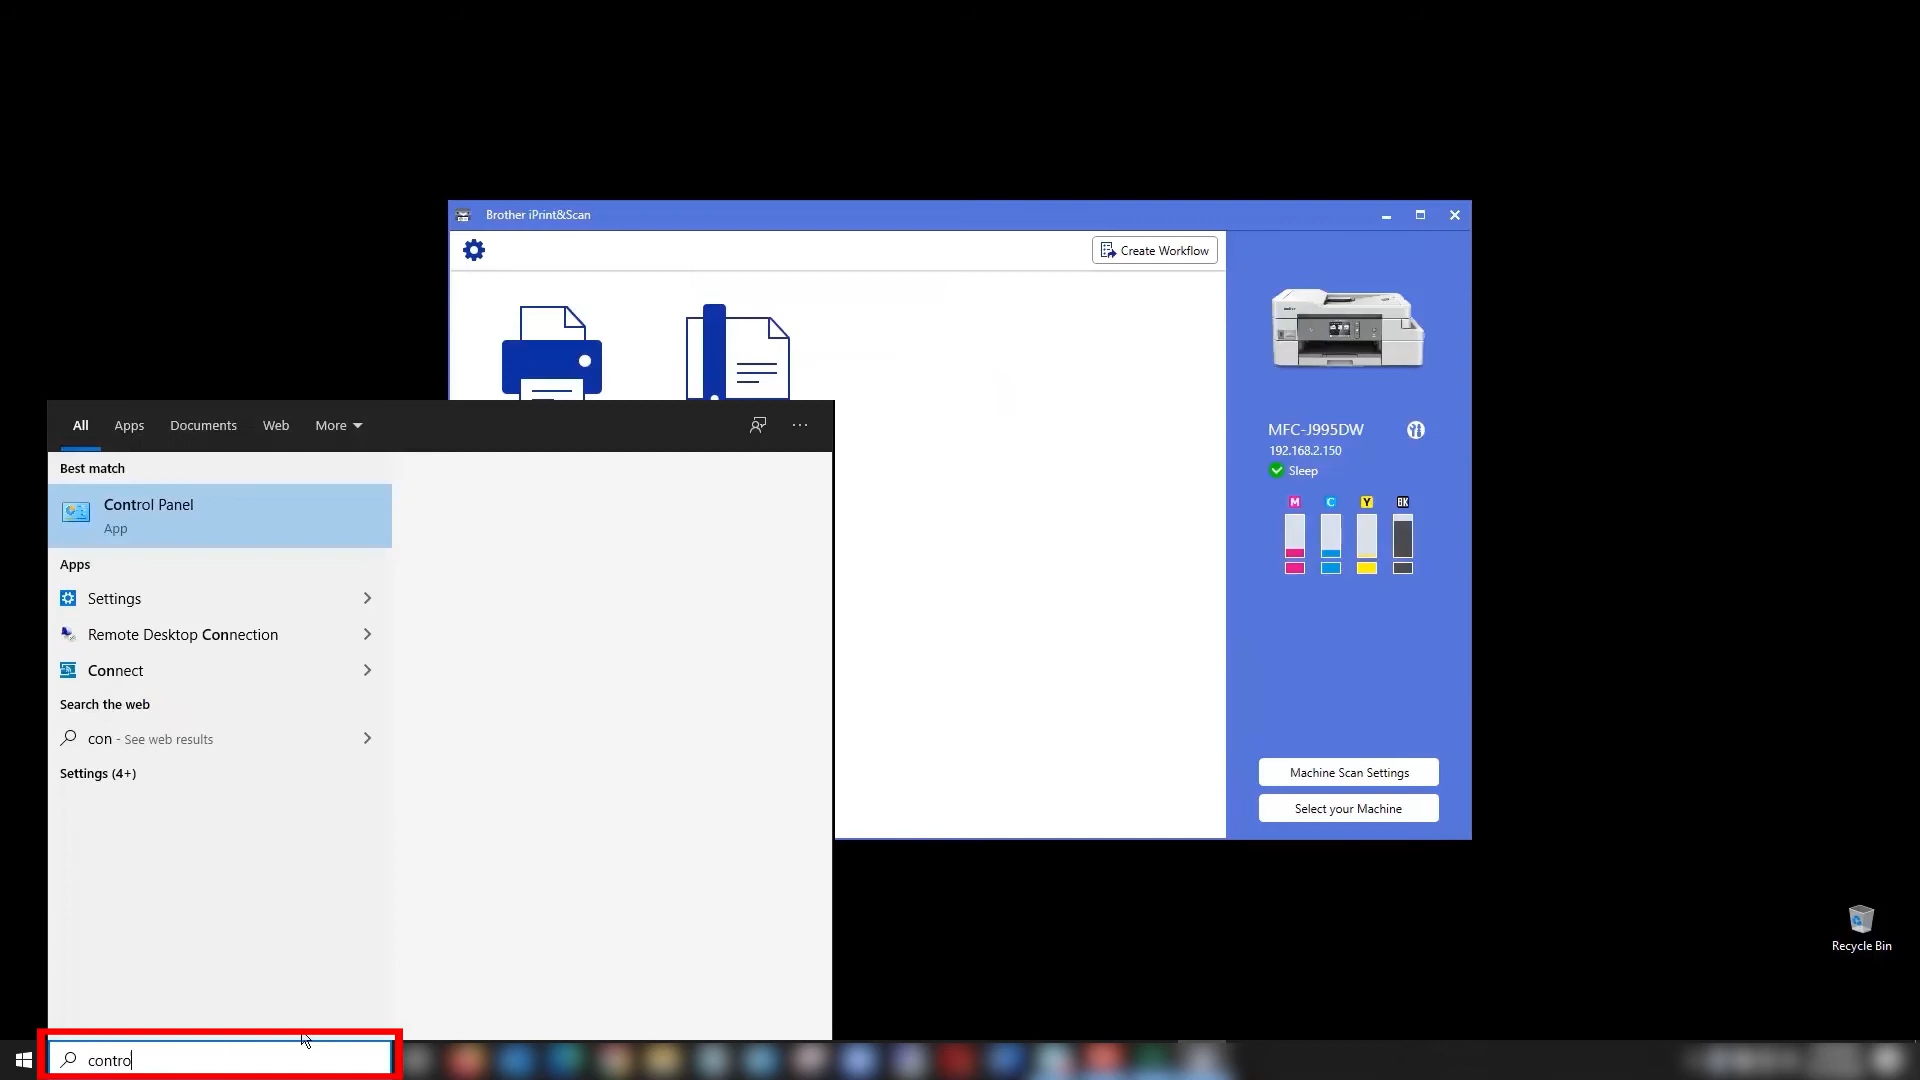 Brother iPrint&Scan
Create Workflow
MFC-J995DW
192.168.2.150
Sleep
M C Y BK
Machine Scan Settings
Select your Machine
All Apps Documents Web More
Best match
Control Panel
App
Apps
Settings
Remote Desktop Connection
Connect
Search the web
con - See web results
Settings (4+)
contro
Recycle Bin